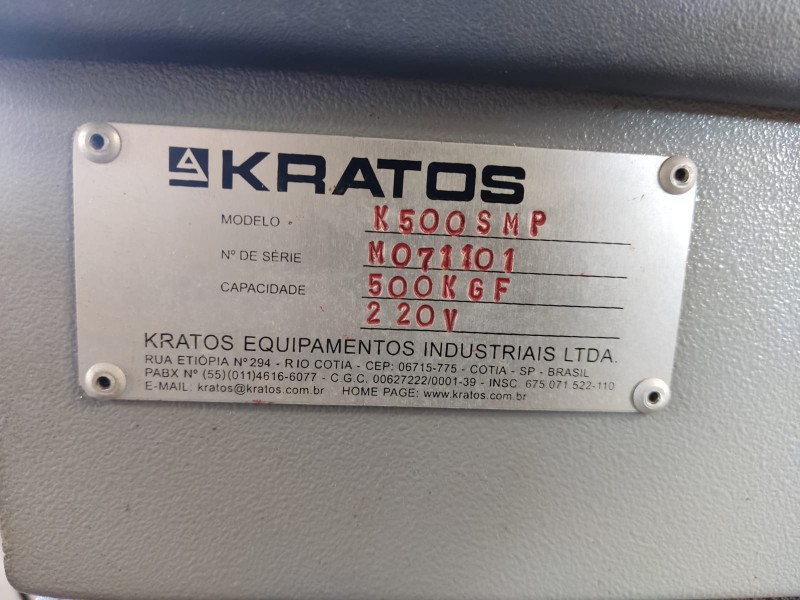 KRATOS
MODELO K500SMP
Nº DE SÉRIE M071101
CAPACIDADE 500KGF
220V
KRATOS EQUIPAMENTOS INDUSTRIAIS LTDA.
RUA ETIÓPIA Nº 294 - RIO COTIA - CEP: 06715-775 - COTIA - SP - BRASIL
PABX Nº (55)(011)4616-6077 - C.G.C. 00627222/0001-39 - INSC. 675.071.522-110
E-MAIL: kratos@kratos.com.br HOME PAGE: www.kratos.com.br